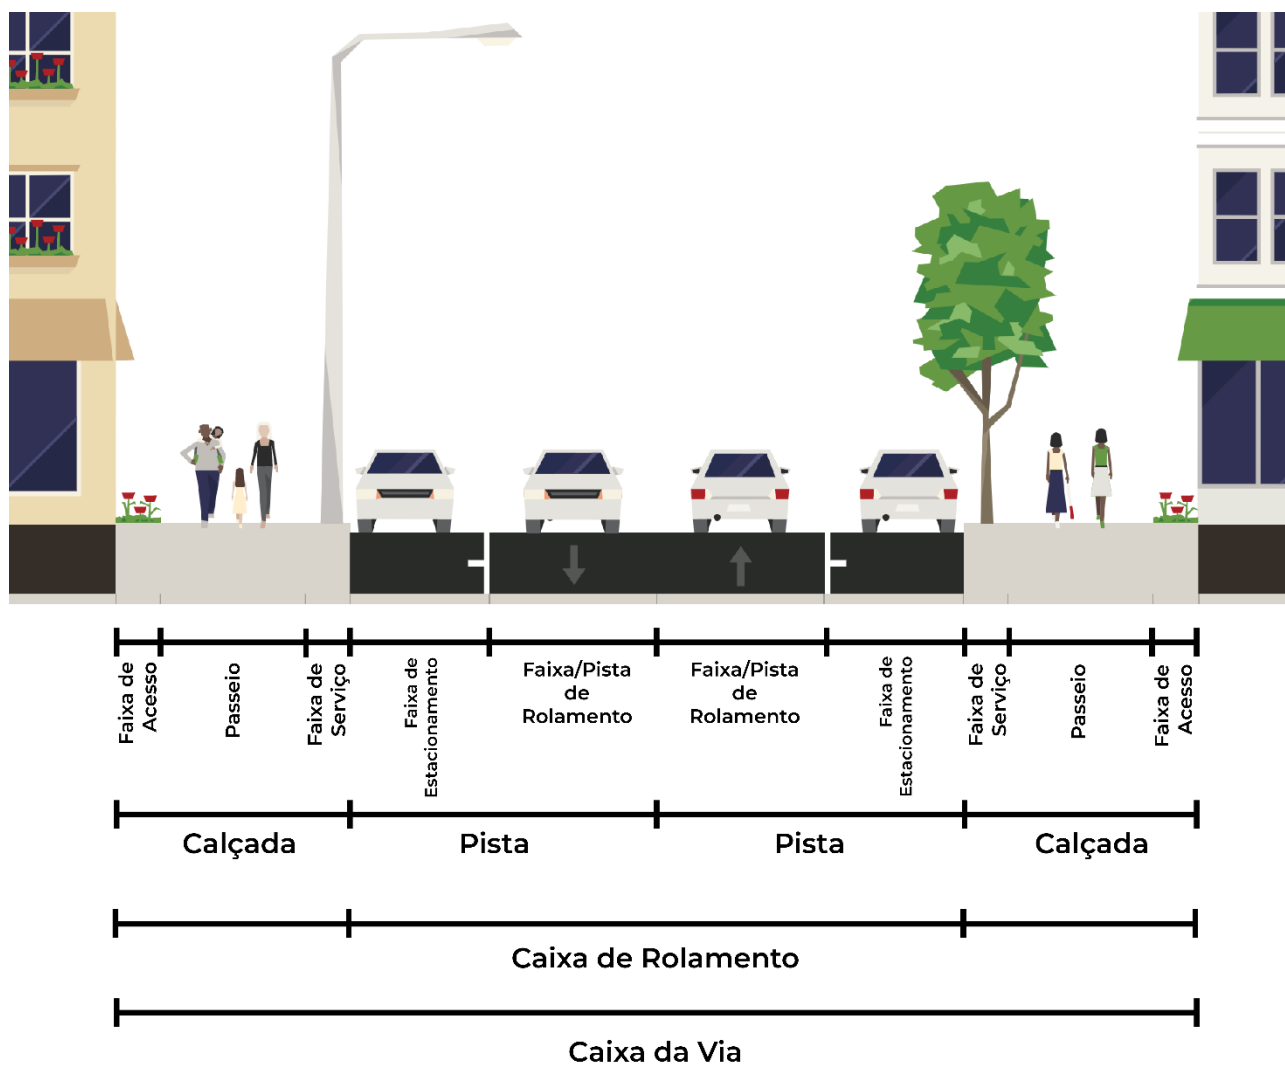 Faixa de
Acesso
Passeio
Faixa de
Serviço
Faixa de
Estacionamento
Faixa/Pista
de
Rolamento
Faixa/Pista
de
Rolamento
Faixa de
Estacionamento
Faixa de
Serviço
Passeio
Faixa de
Acesso
Calçada
Pista
Pista
Calçada
Caixa de Rolamento
Caixa da Via